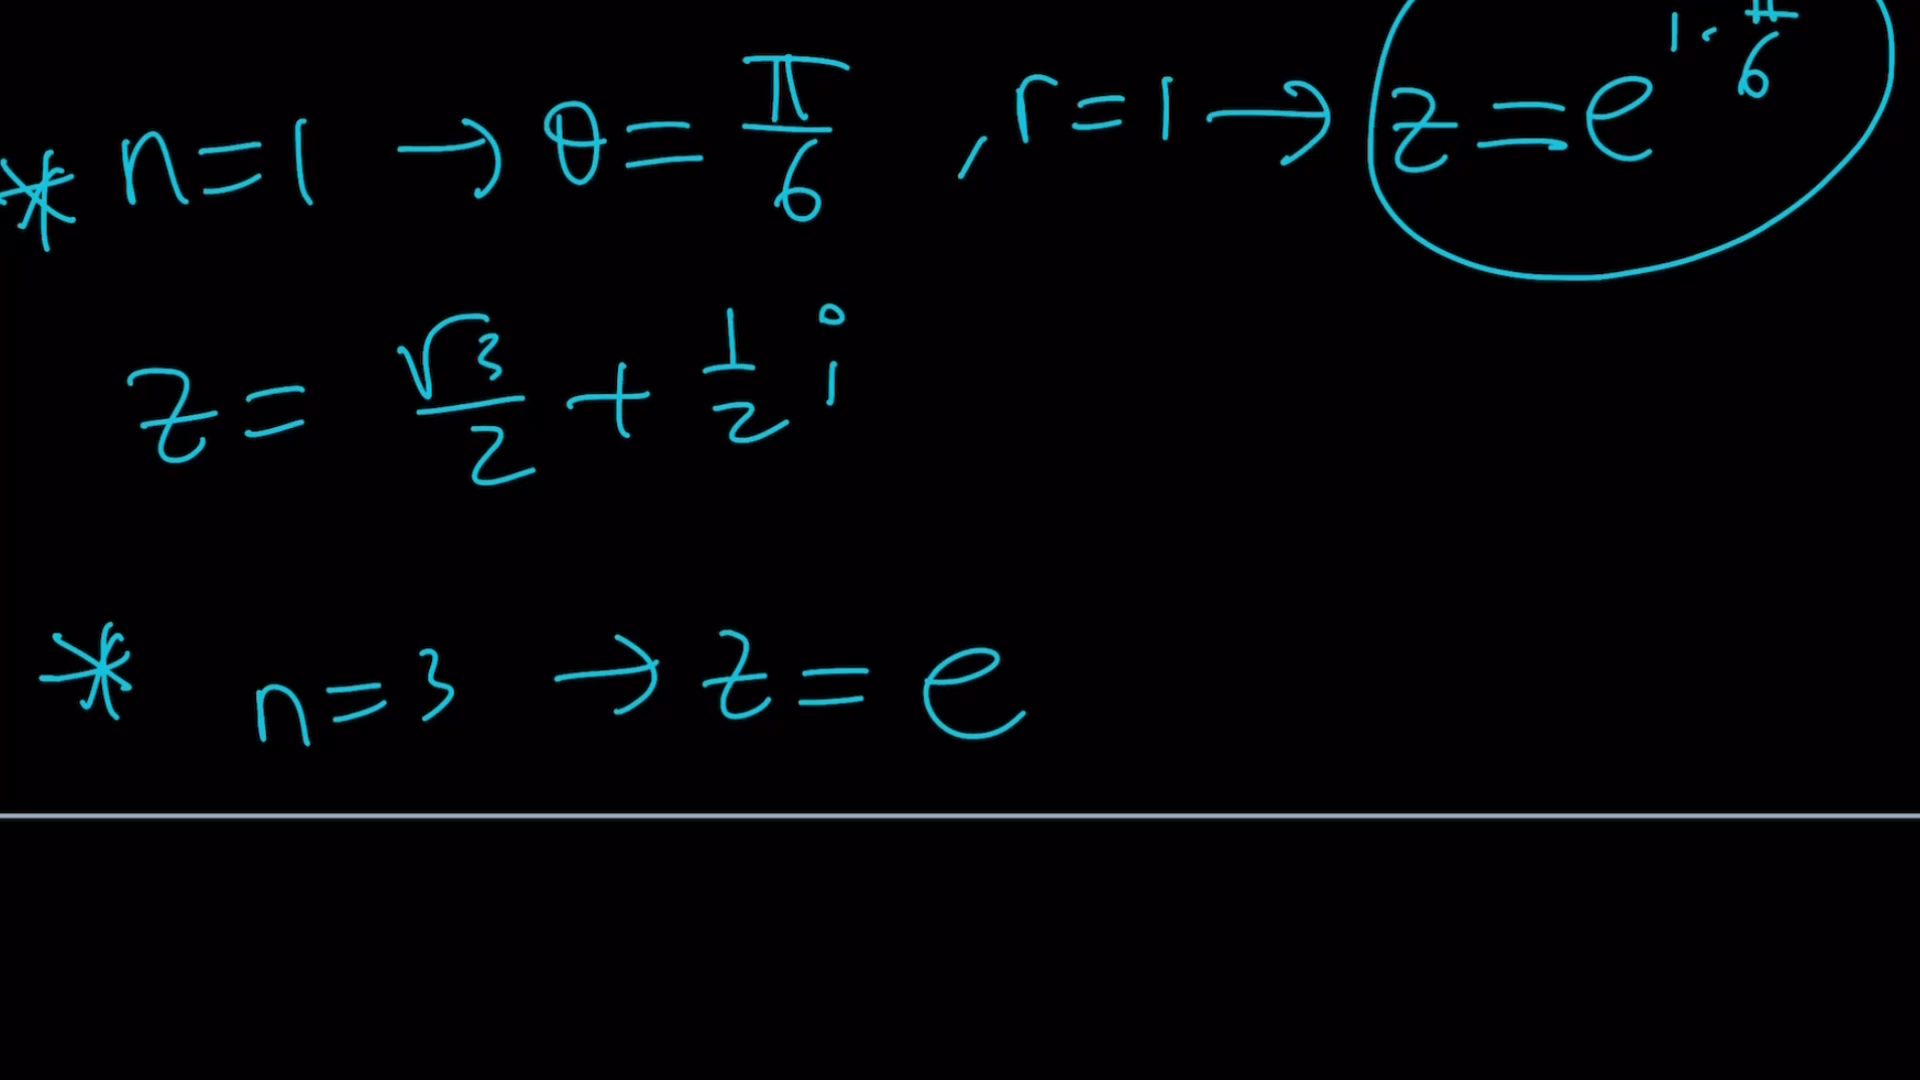 * n=1 → θ = π/6 , r=1 → z = e^{i·π/6}
z = √3/2 + 1/2 i
* n=3 → z = e